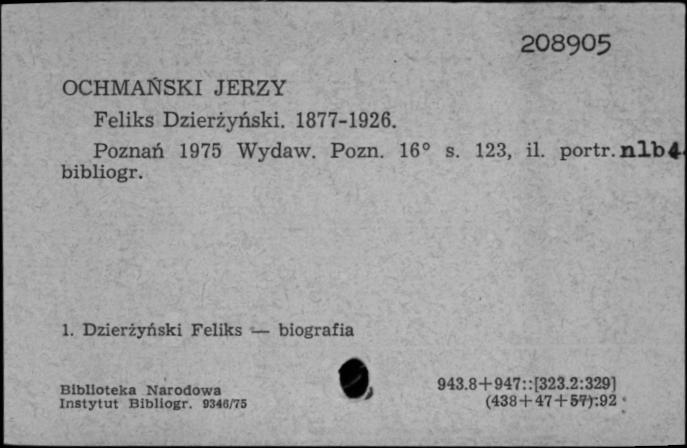 208905
OCHMAŃSKI JERZY
Feliks Dzierżyński. 1877-1926.
Poznań 1975 Wydaw. Pozn. 16° s. 123, il. portr. nlb4.
bibliogr.
1. Dzierżyński Feliks — biografia
943.8+947::[323.2:329]
Biblioteka Narodowa
(438+47+57):92
Instytut Bibliogr. 9346/75